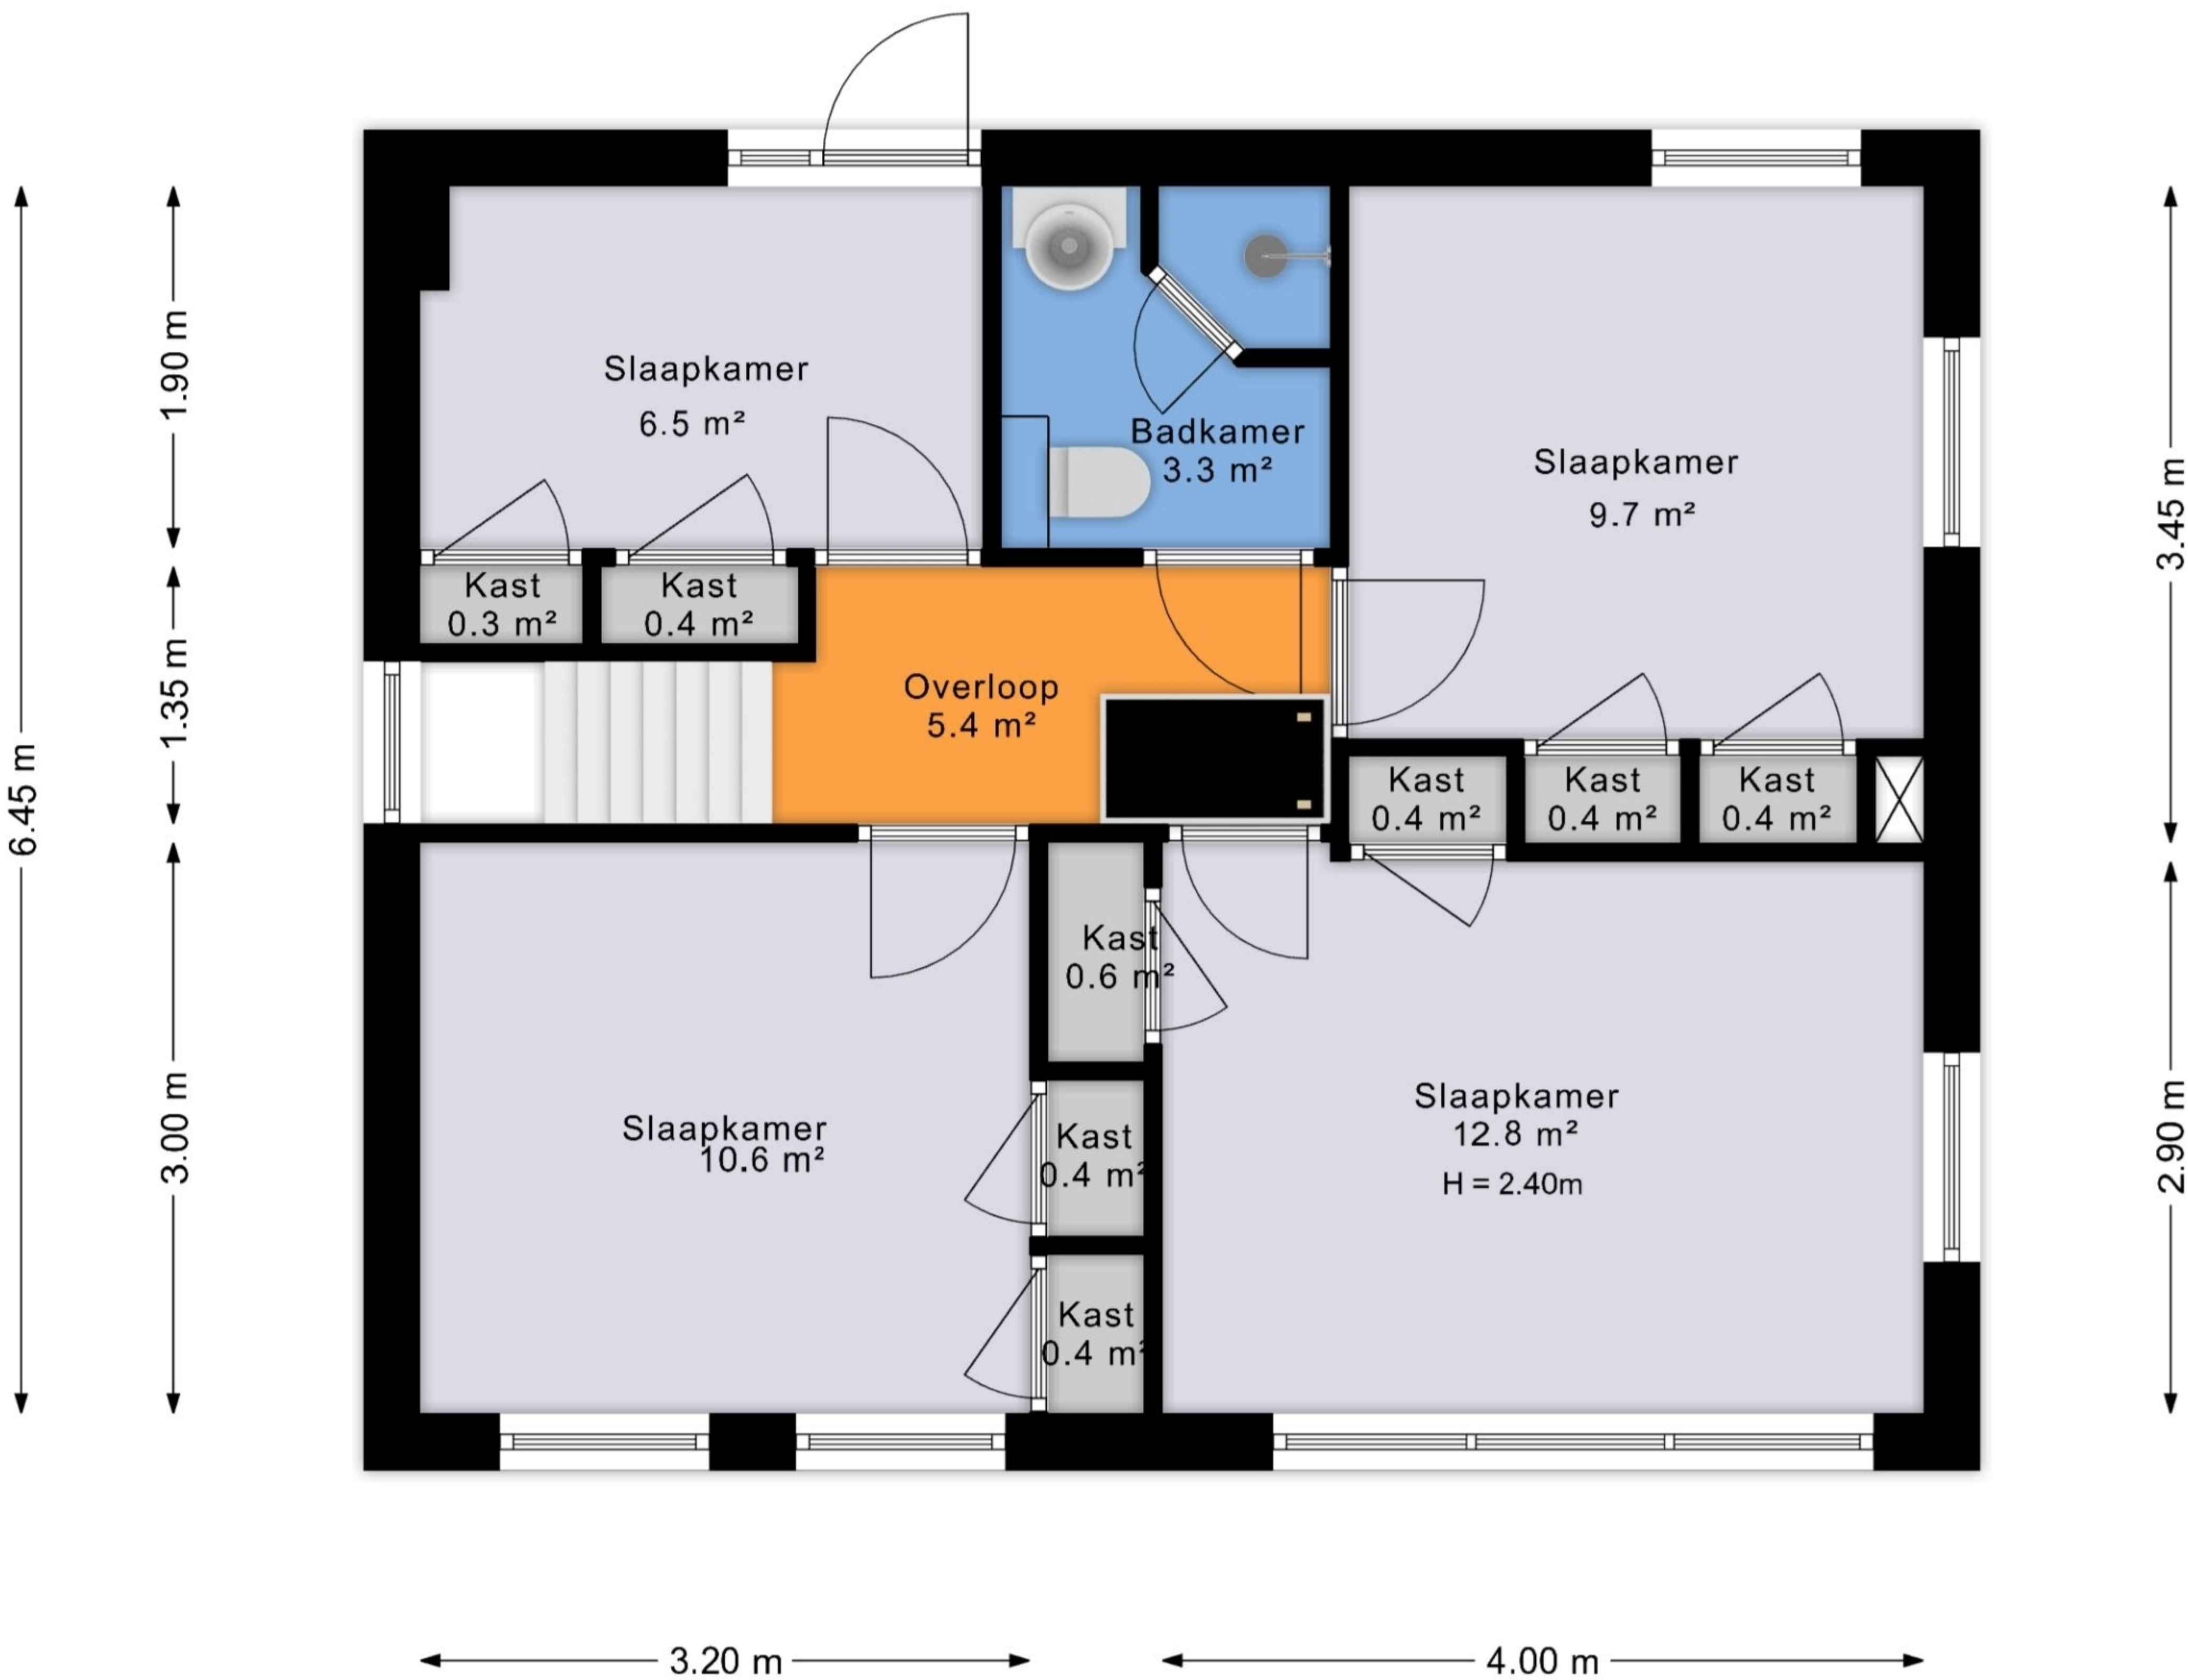 Slaapkamer
6.5 m²
Badkamer
3.3 m²
Slaapkamer
9.7 m²
Kast
0.3 m²
Kast
0.4 m²
Overloop
5.4 m²
Kast
0.4 m²
Kast
0.4 m²
Kast
0.4 m²
Kast
0.6 m²
Slaapkamer
10.6 m²
Kast
0.4 m²
Kast
0.4 m²
Slaapkamer
12.8 m²
H = 2.40m
6.45 m
1.90 m
1.35 m
3.00 m
3.45 m
2.90 m
3.20 m
4.00 m